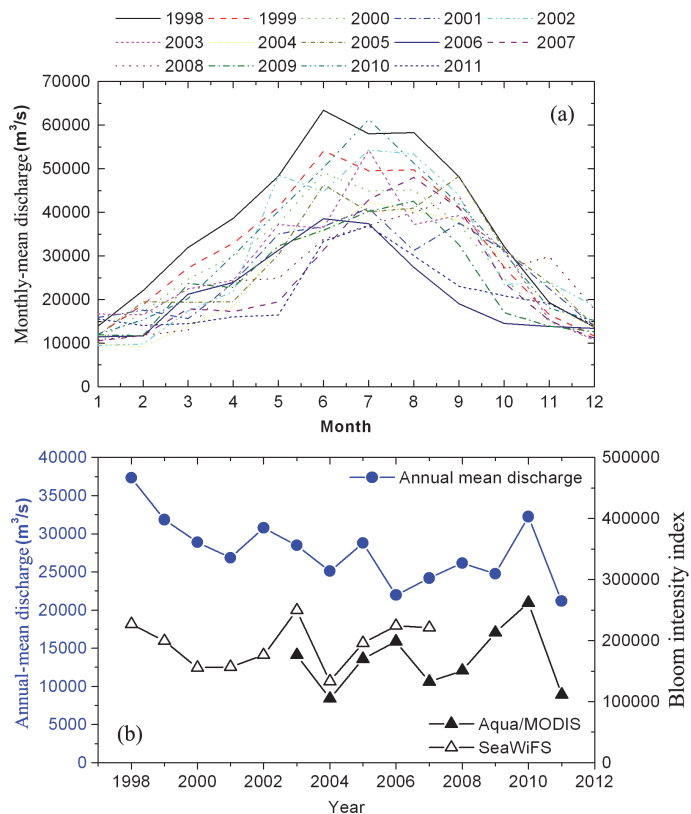 1998 1999 2000 2001 2002
2003 2004 2005 2006 2007
2008 2009 2010 2011
70000
60000
50000
40000
30000
20000
10000
0
Monthly-mean discharge(m³/s)
(a)
1 2 3 4 5 6 7 8 9 10 11 12
Month
40000
35000
30000
25000
20000
15000
10000
5000
0
Annual-mean discharge(m³/s)
Annual mean discharge
500000
400000
300000
200000
100000
0
Bloom intensity index
Aqua/MODIS
SeaWiFS
(b)
1998 2000 2002 2004 2006 2008 2010 2012
Year